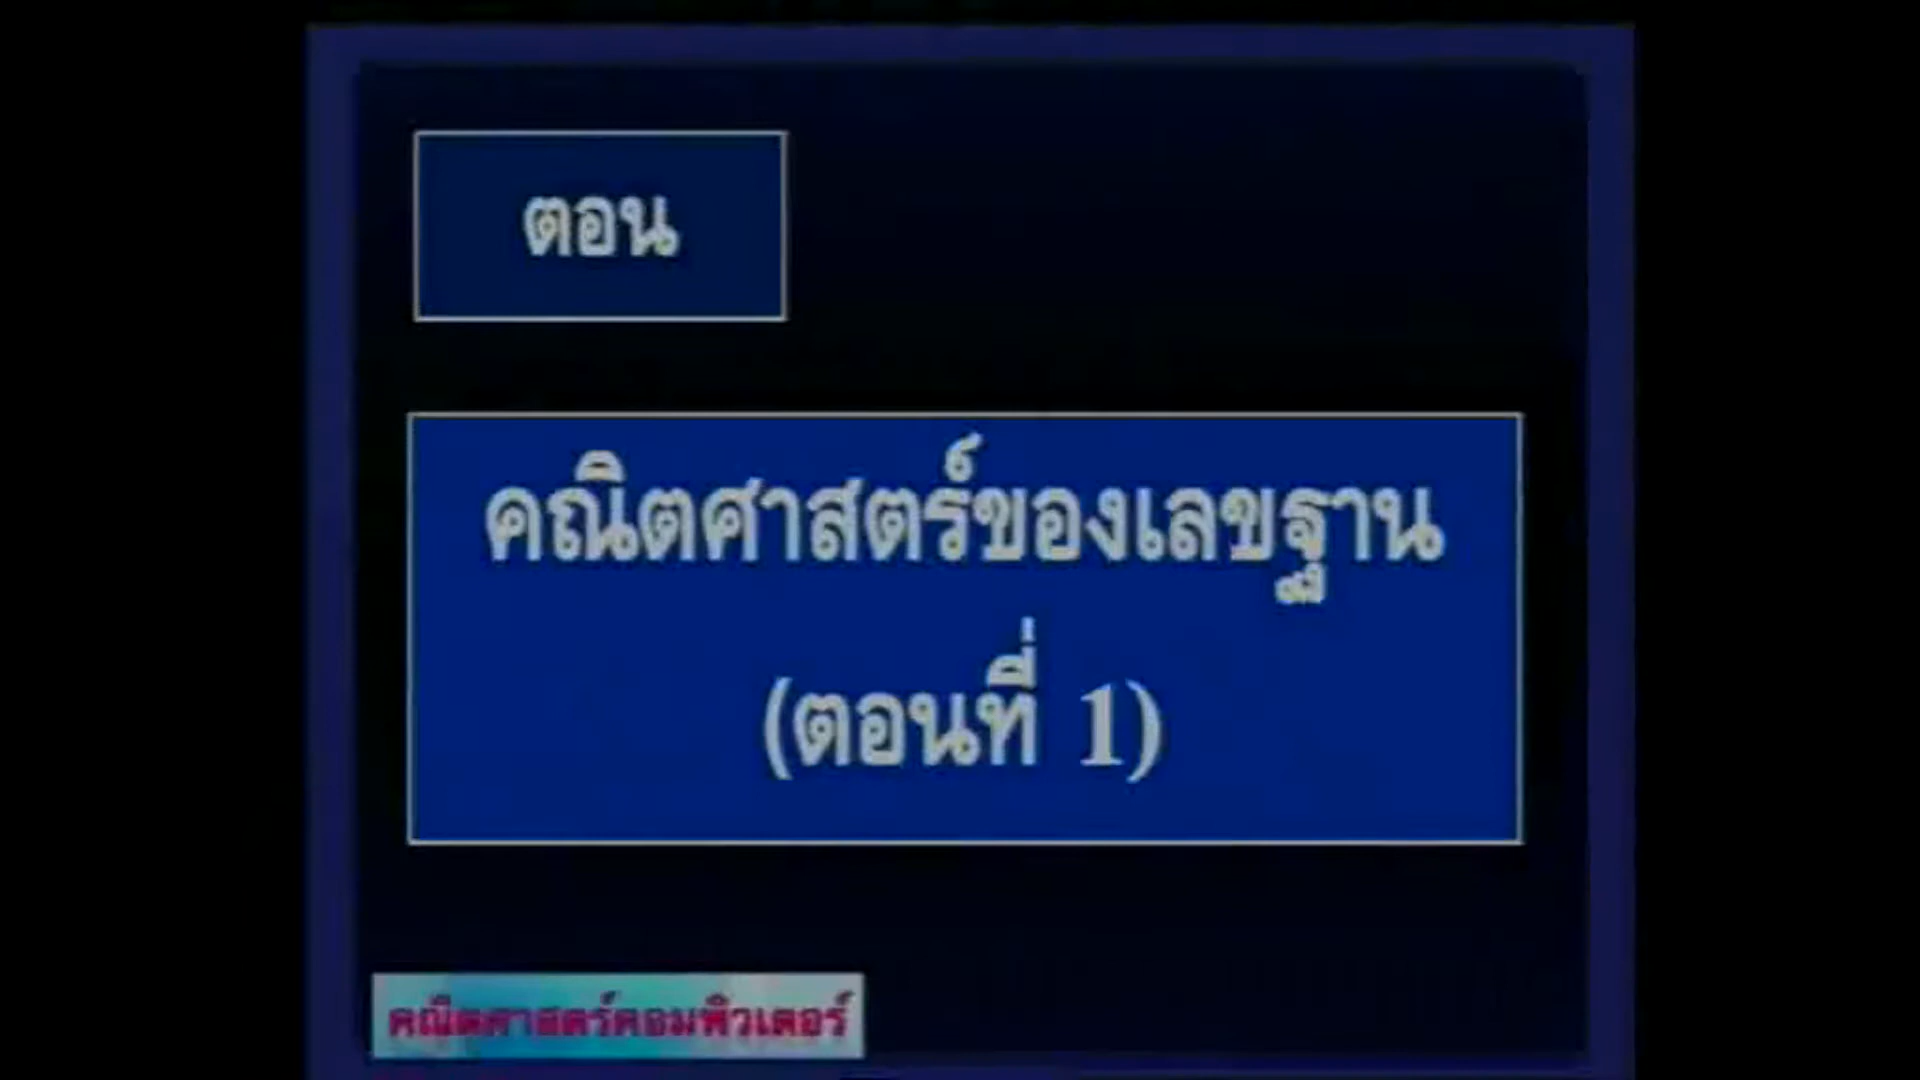 ตอน
คณิตศาสตร์ของเลขฐาน
(ตอนที่ 1)
คณิตศาสตร์คอมพิวเตอร์